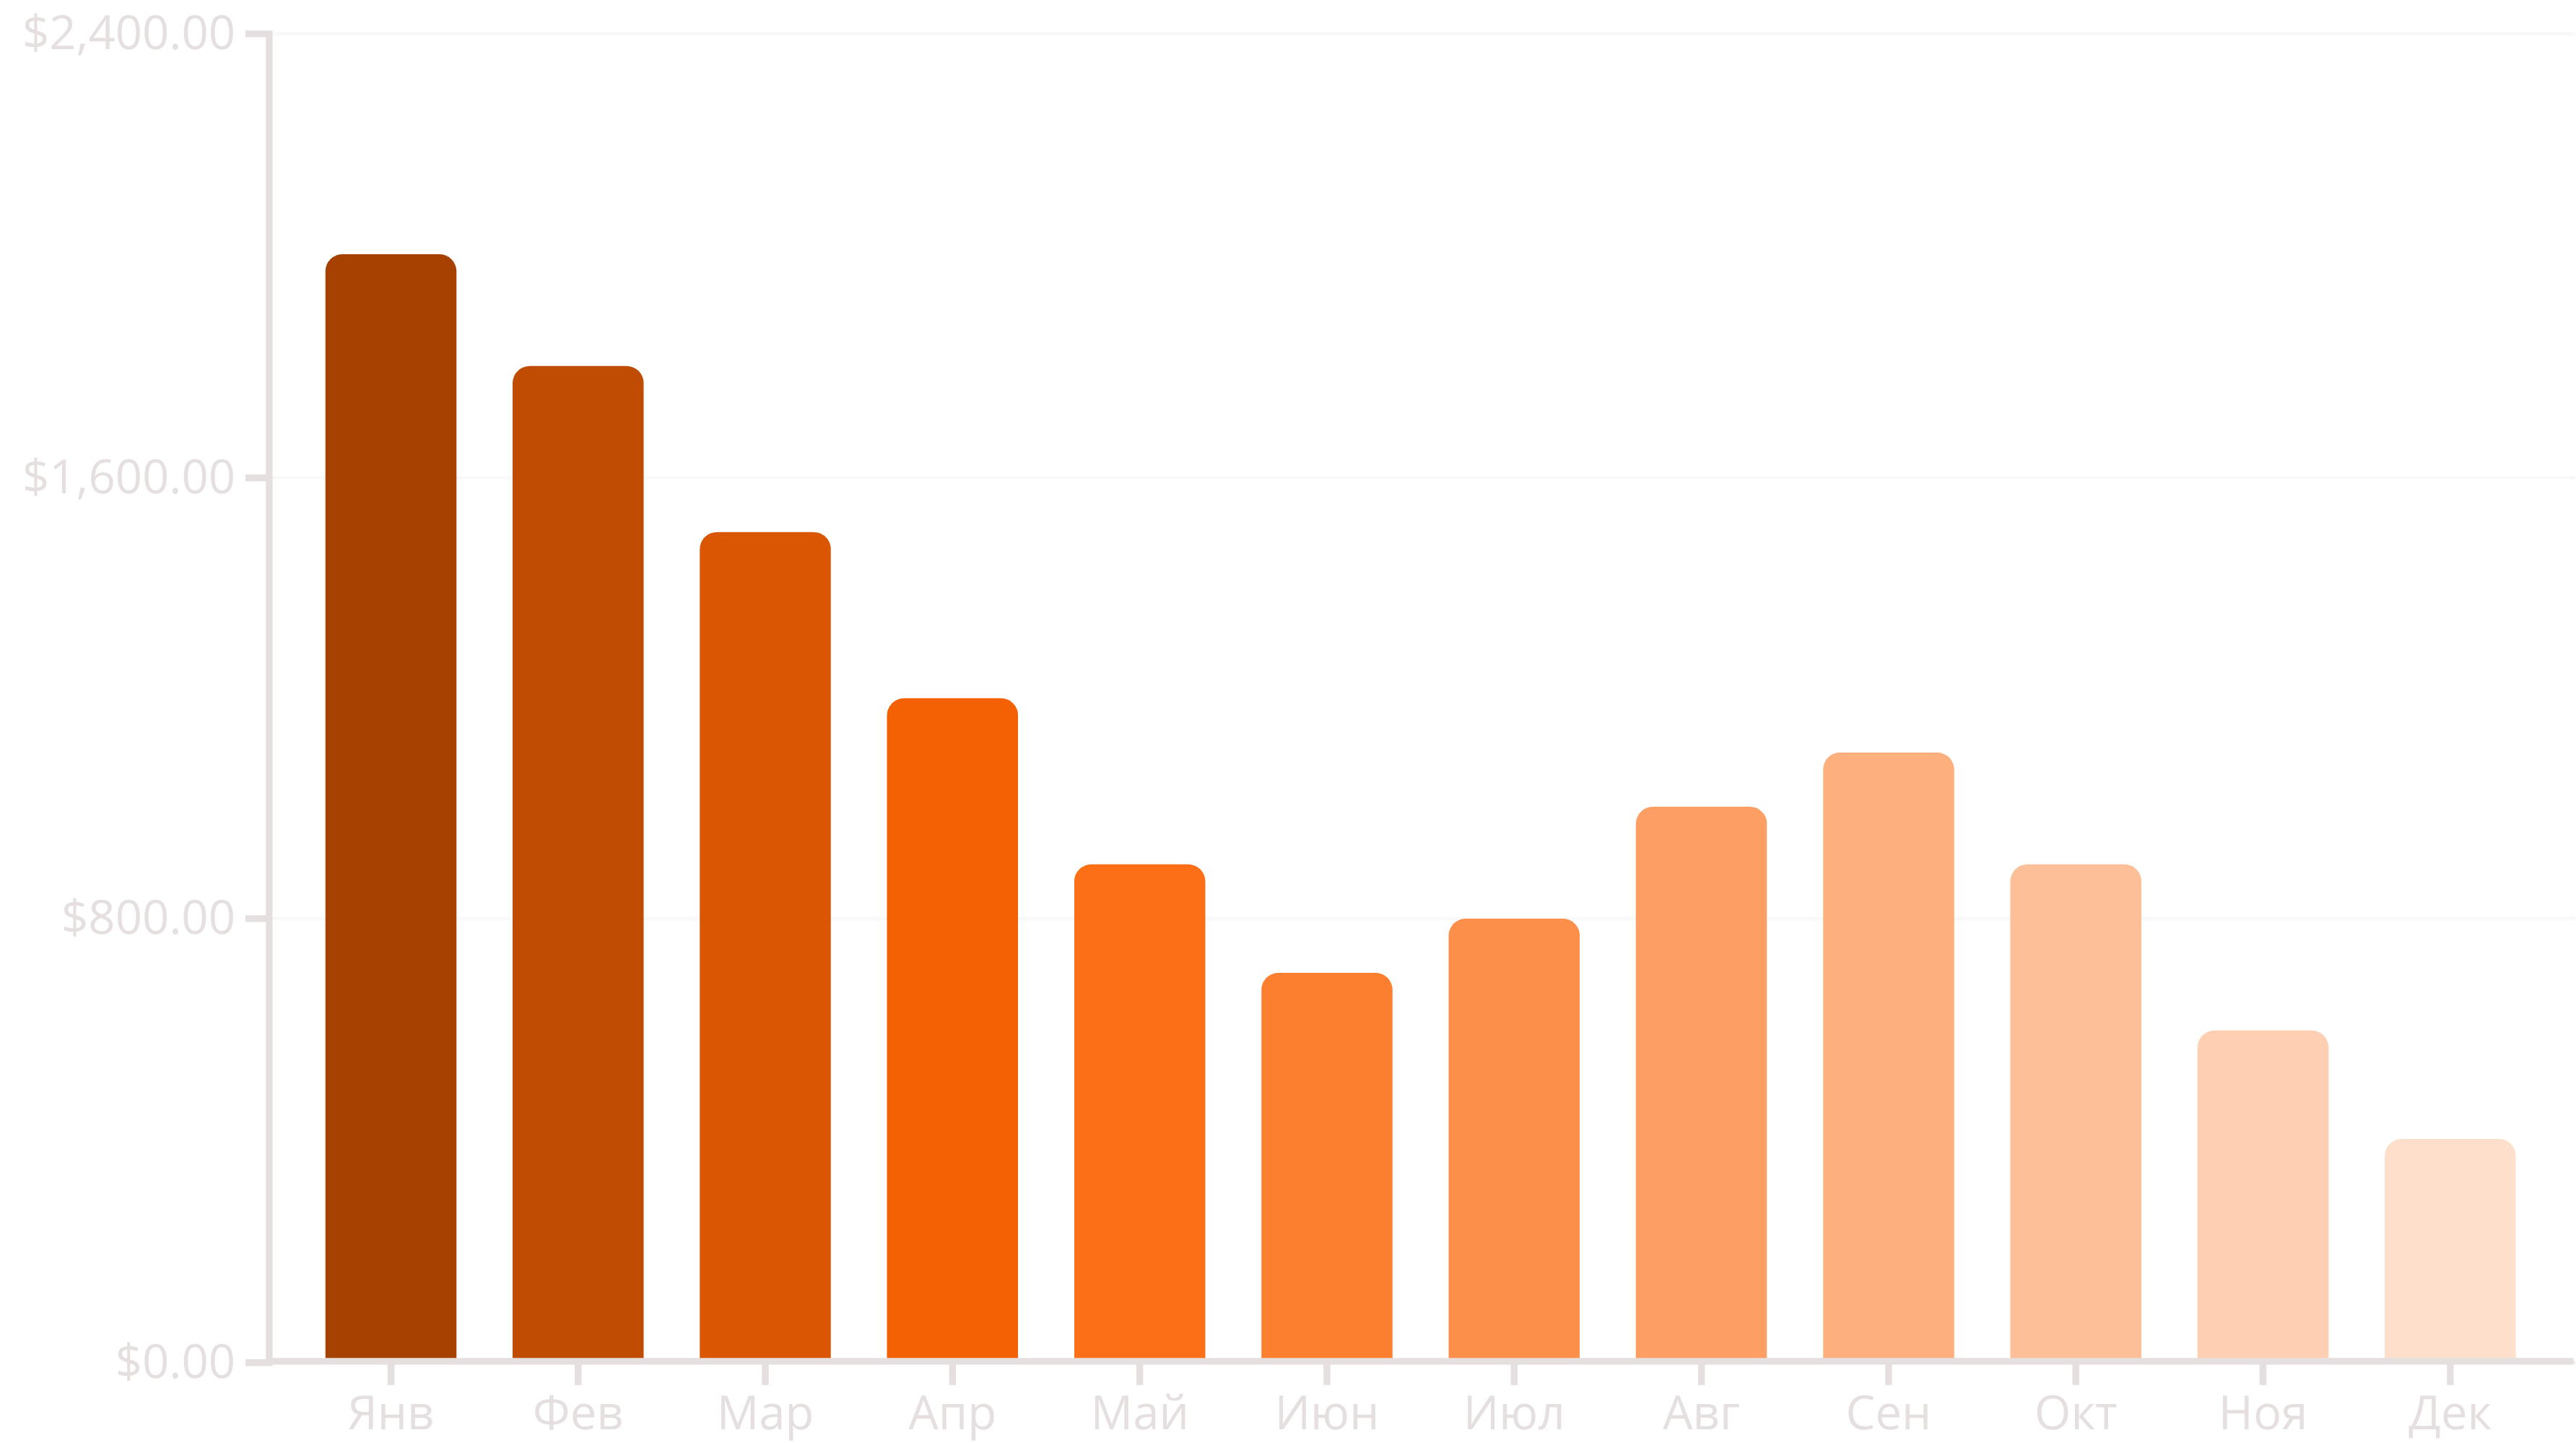 $2,400.00
$1,600.00
$800.00
$0.00
Янв Фев Мар Апр Май Июн Июл Авг Сен Окт Ноя Дек